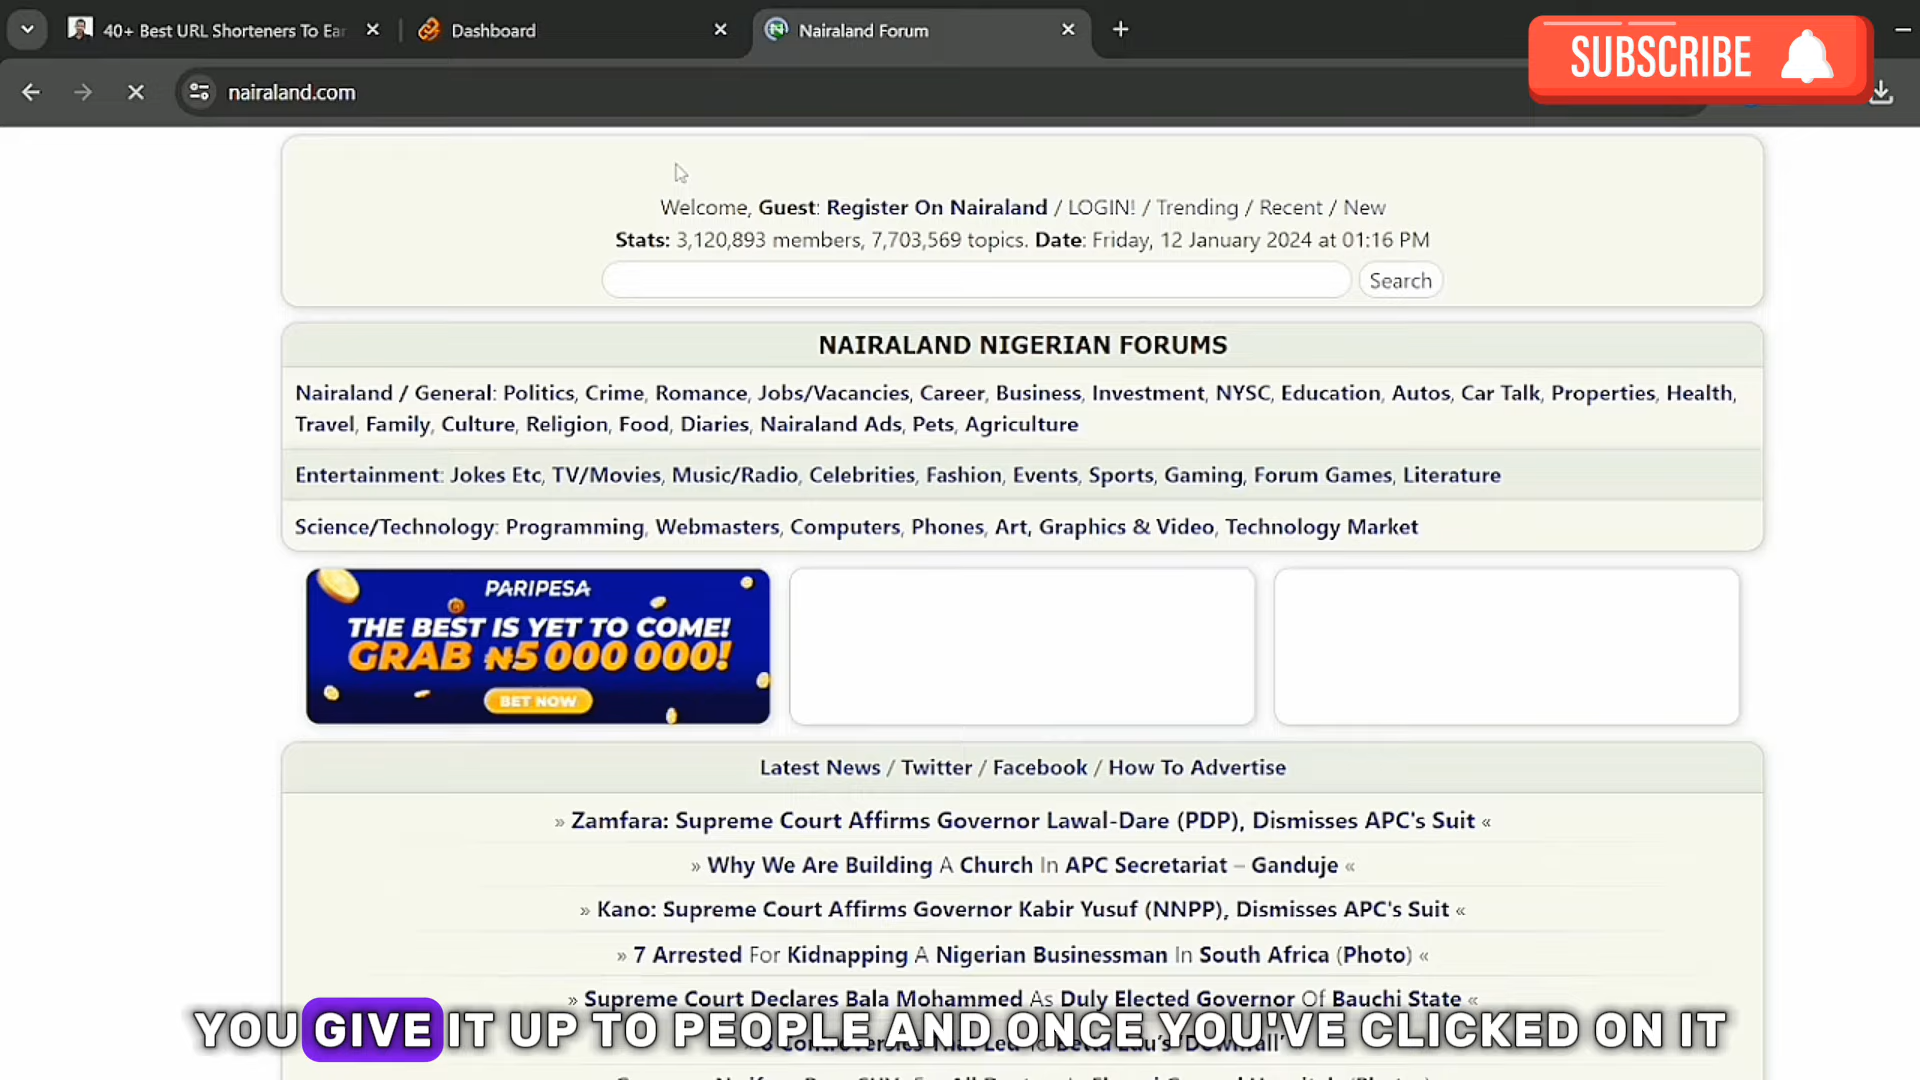 40+ Best URL Shorteners To Ear
Dashboard
Nairaland Forum
SUBSCRIBE
nairaland.com
Welcome, Guest: Register On Nairaland / LOGIN! / Trending / Recent / New
Stats: 3,120,893 members, 7,703,569 topics. Date: Friday, 12 January 2024 at 01:16 PM
Search
NAIRALAND NIGERIAN FORUMS
Nairaland / General: Politics, Crime, Romance, Jobs/Vacancies, Career, Business, Investment, NYSC, Education, Autos, Car Talk, Properties, Health,
Travel, Family, Culture, Religion, Food, Diaries, Nairaland Ads, Pets, Agriculture
Entertainment: Jokes Etc, TV/Movies, Music/Radio, Celebrities, Fashion, Events, Sports, Gaming, Forum Games, Literature
Science/Technology: Programming, Webmasters, Computers, Phones, Art, Graphics & Video, Technology Market
PARIPESA
THE BEST IS YET TO COME!
GRAB ₦5 000 000!
BET NOW
Latest News / Twitter / Facebook / How To Advertise
» Zamfara: Supreme Court Affirms Governor Lawal-Dare (PDP), Dismisses APC's Suit «
» Why We Are Building A Church In APC Secretariat – Ganduje «
» Kano: Supreme Court Affirms Governor Kabir Yusuf (NNPP), Dismisses APC's Suit «
» 7 Arrested For Kidnapping A Nigerian Businessman In South Africa (Photo) «
» Supreme Court Declares Bala Mohammed As Duly Elected Governor Of Bauchi State «
YOU GIVE IT UP TO PEOPLE AND ONCE YOU'VE CLICKED ON IT